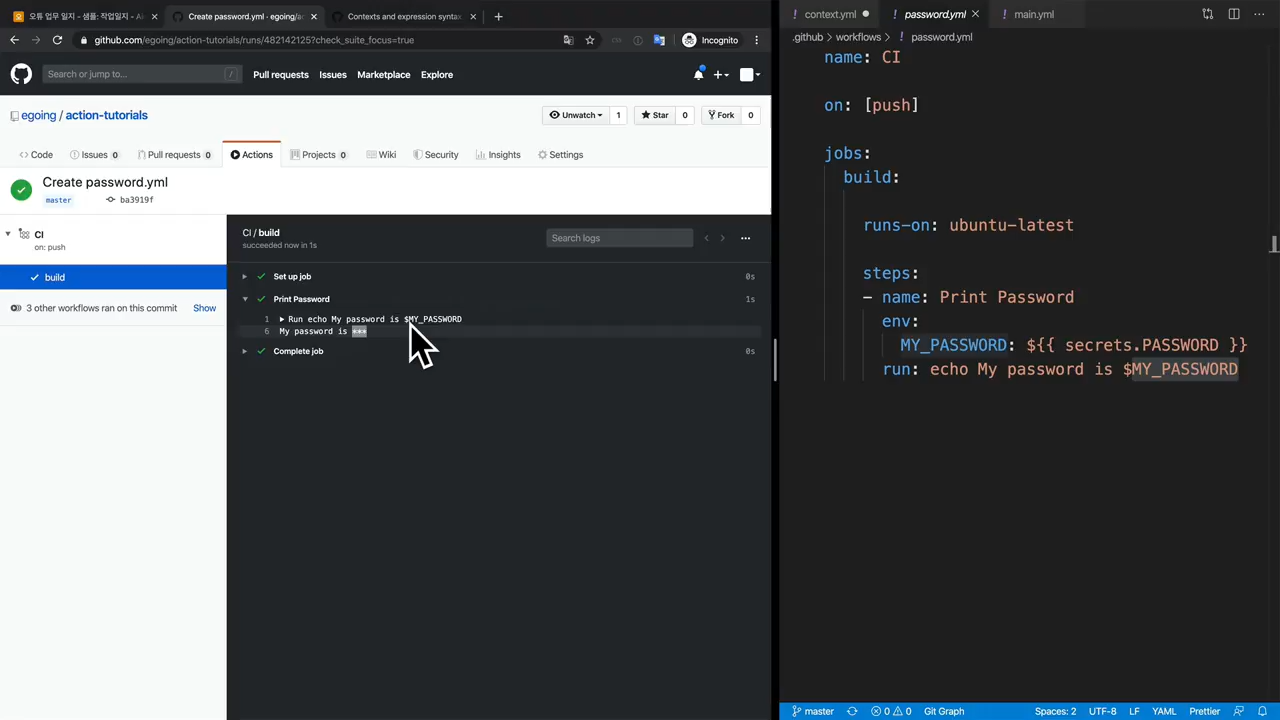 오튜 업무 일지 - 샘플: 작업일지 - Ai
Create password.yml · egoing/a
Contexts and expression syntax
github.com/egoing/action-tutorials/runs/482142125?check_suite_focus=true
Incognito
Search or jump to...
/
Pull requests
Issues
Marketplace
Explore
egoing / action-tutorials
Unwatch
1
Star
0
Fork
0
Code
Issues 0
Pull requests 0
Actions
Projects 0
Wiki
Security
Insights
Settings
Create password.yml
master
ba3919f
CI
on: push
build
3 other workflows ran on this commit
Show
CI / build
succeeded now in 1s
Search logs
Set up job
0s
Print Password
1s
1 Run echo My password is $MY_PASSWORD
6 My password is ***
Complete job
0s
! context.yml
! password.yml
! main.yml
.github > workflows > ! password.yml
name: CI
on: [push]
jobs:
build:
runs-on: ubuntu-latest
steps:
- name: Print Password
env:
MY_PASSWORD: ${{ secrets.PASSWORD }}
run: echo My password is $MY_PASSWORD
master
0
0
Git Graph
Spaces: 2
UTF-8
LF
YAML
Prettier